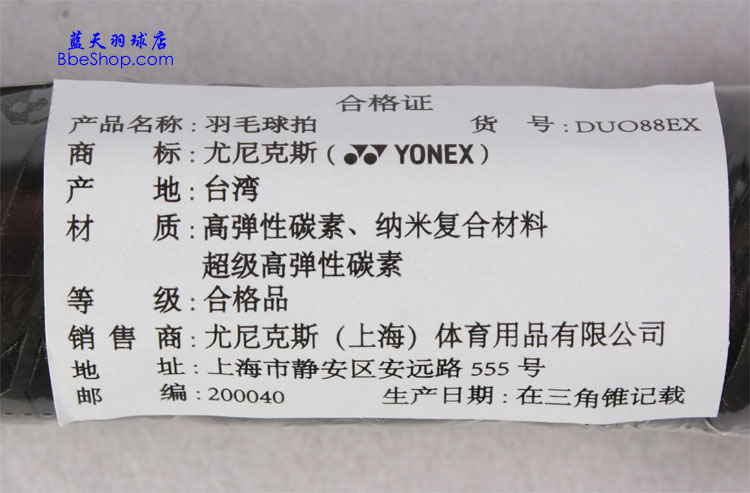 蓝天羽球店
BbeShop.com
合格证
产品名称：羽毛球拍 货 号：DUO88EX
商 标：尤尼克斯（YONEX）
产 地：台湾
材 质：高弹性碳素、纳米复合材料
超级高弹性碳素
等 级：合格品
销 售 商：尤尼克斯（上海）体育用品有限公司
地 址：上海市静安区安远路 555 号
邮 编：200040 生产日期：在三角锥记载